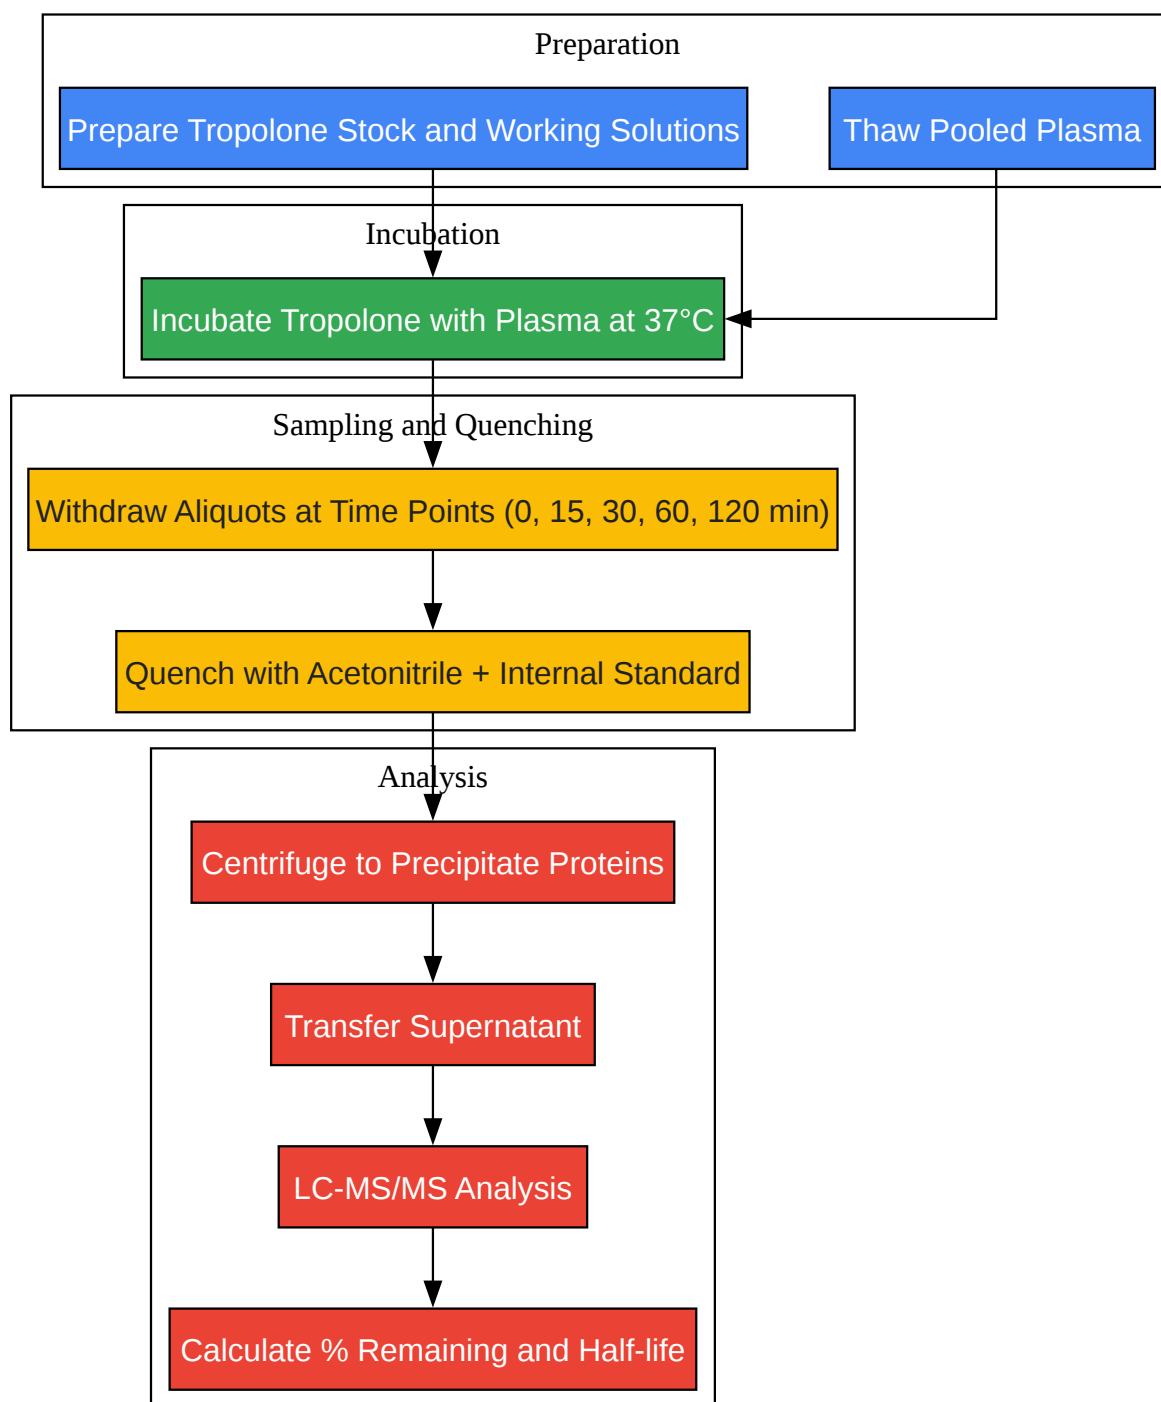 Preparation
Prepare Tropolone Stock and Working Solutions
Thaw Pooled Plasma
Incubation
Incubate Tropolone with Plasma at 37°C
Sampling and Quenching
Withdraw Aliquots at Time Points (0, 15, 30, 60, 120 min)
Quench with Acetonitrile + Internal Standard
Analysis
Centrifuge to Precipitate Proteins
Transfer Supernatant
LC-MS/MS Analysis
Calculate % Remaining and Half-life